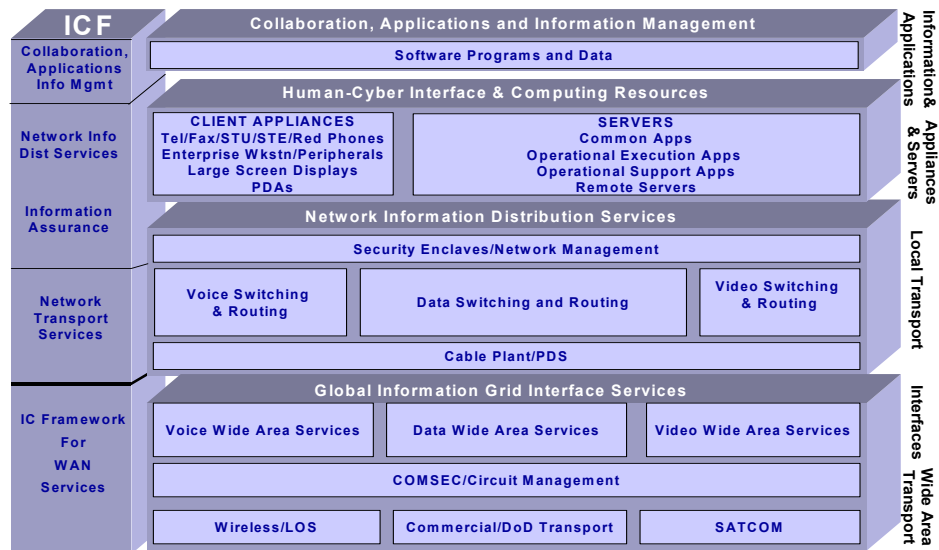 ICF
Collaboration,
Applications
Info Mgmt
Network Info
Dist Services
Information
Assurance
Network
Transport
Services
IC Framework
For
WAN
Services
Collaboration, Applications and Information Management
Software Programs and Data
Human-Cyber Interface & Computing Resources
CLIENT APPLIANCES
Tel/Fax/STU/STE/Red Phones
Enterprise Wkstn/Peripherals
Large Screen Displays
PDAs
SERVERS
Common Apps
Operational Execution Apps
Operational Support Apps
Remote Servers
Network Information Distribution Services
Security Enclaves/Network Management
Voice Switching
& Routing
Data Switching and Routing
Video Switching
& Routing
Cable Plant/PDS
Global Information Grid Interface Services
Voice Wide Area Services
Data Wide Area Services
Video Wide Area Services
COMSEC/Circuit Management
Wireless/LOS
Commercial/DoD Transport
SATCOM
Information&
Applications
Appliances
& Servers
Local Transport
Interfaces
Wide Area
Transport